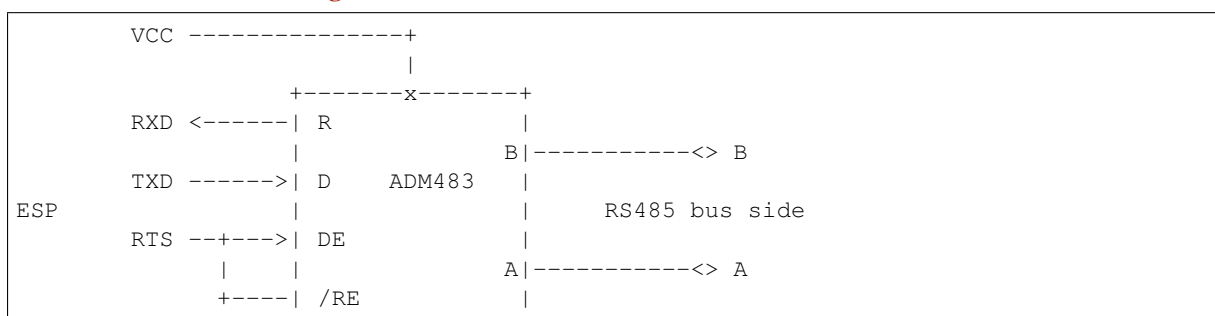 VCC ---------------+
                           |
                   +-------x-------+
        RXD <------| R             |
                   |              B|-----------<> B
        TXD ------>| D    ADM483   |
ESP                |               |     RS485 bus side
        RTS --+--->| DE            |
              |    |              A|-----------<> A
              +----| /RE           |